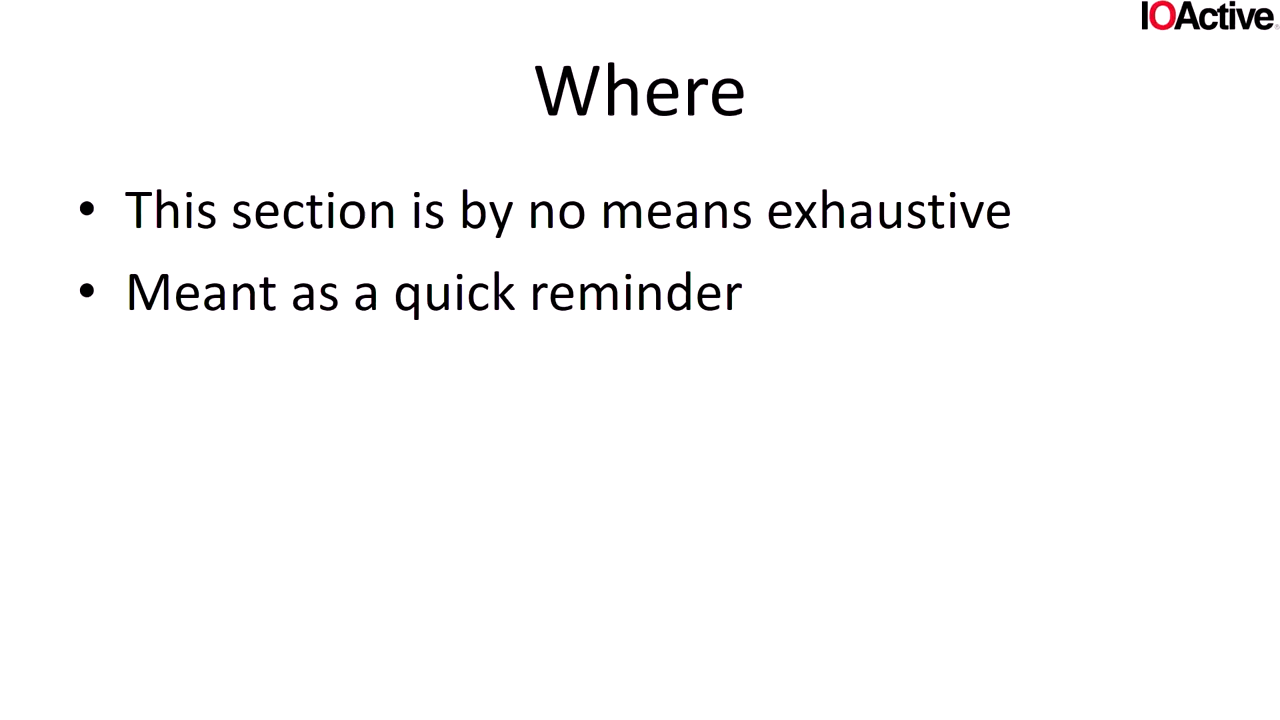 IOActive
Where
• This section is by no means exhaustive
• Meant as a quick reminder